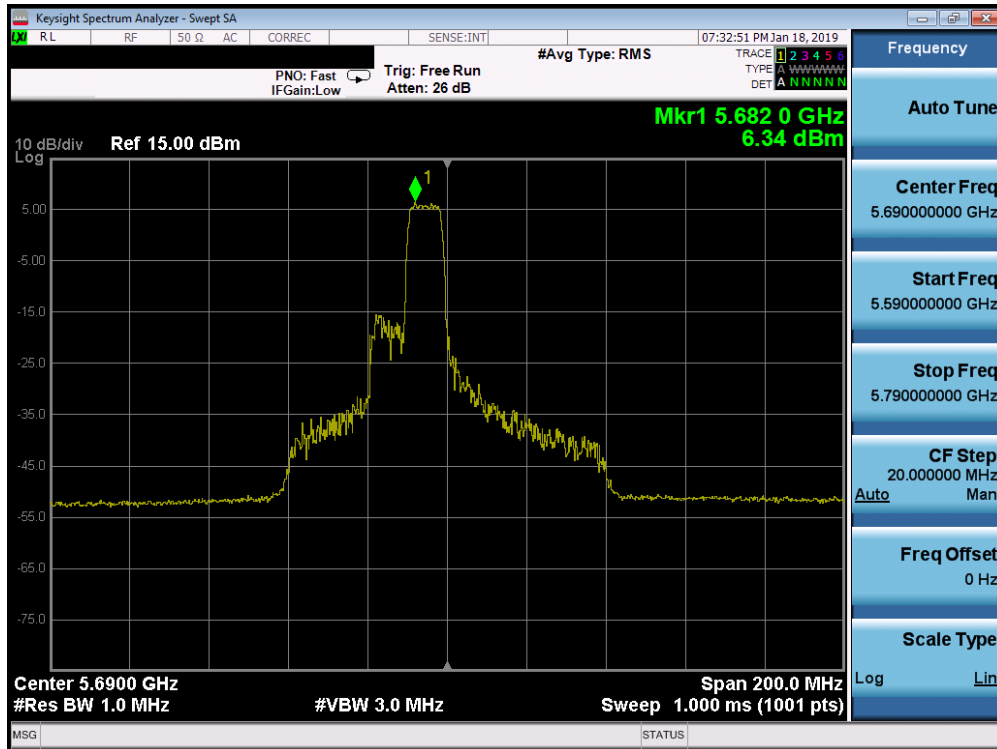 Keysight Spectrum Analyzer - Swept SA
LXI RL RF 50 Ω AC CORREC SENSE:INT 07:32:51 PM Jan 18, 2019
PNO: Fast
IFGain:Low
Trig: Free Run
Atten: 26 dB
#Avg Type: RMS
TRACE 1 2 3 4 5 6
TYPE A WWWWW
DET A N N N N N
Mkr1 5.682 0 GHz
6.34 dBm
10 dB/div
Log
Ref 15.00 dBm
1
5.00
-5.00
-15.0
-25.0
-35.0
-45.0
-55.0
-65.0
-75.0
Center 5.6900 GHz
Span 200.0 MHz
#Res BW 1.0 MHz
#VBW 3.0 MHz
Sweep 1.000 ms (1001 pts)
MSG
STATUS
Frequency
Auto Tune
Center Freq
5.690000000 GHz
Start Freq
5.590000000 GHz
Stop Freq
5.790000000 GHz
CF Step
20.000000 MHz
Auto Man
Freq Offset
0 Hz
Scale Type
Log Lin